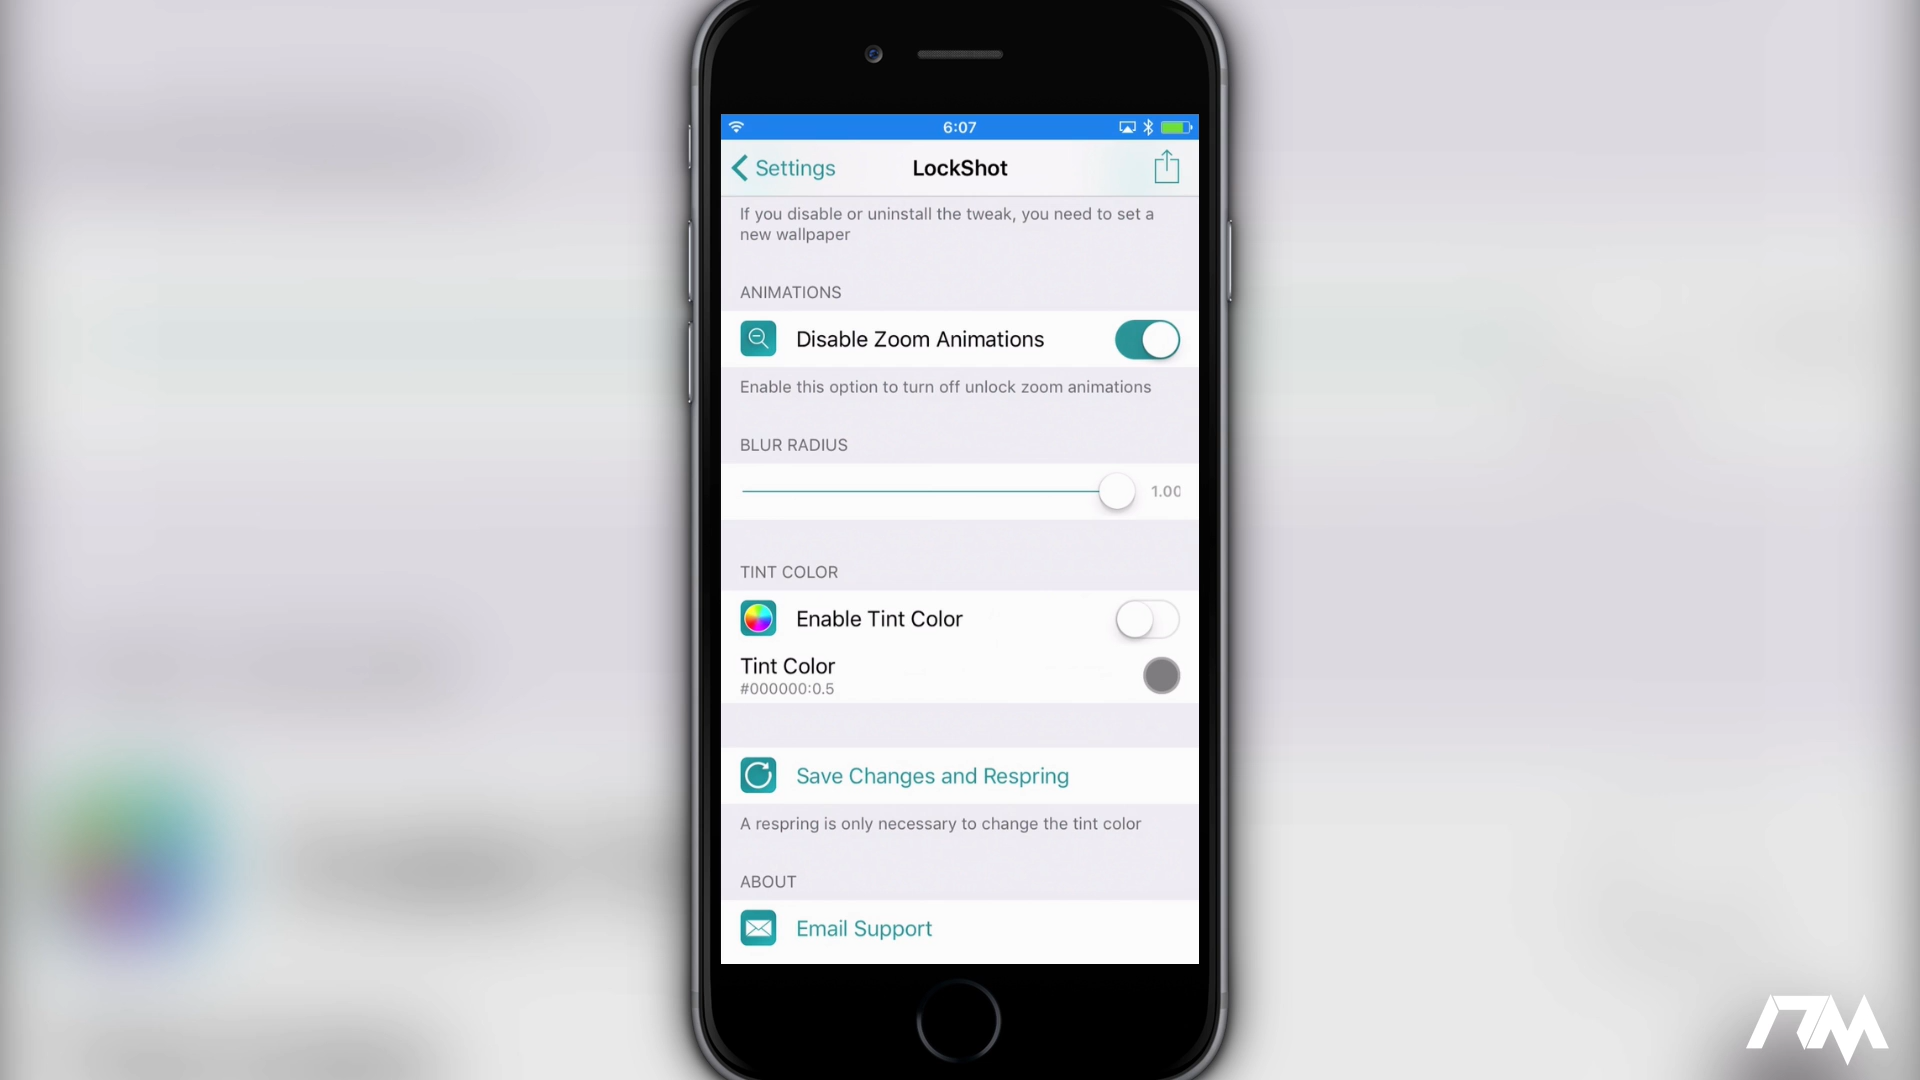 6:07
Settings
LockShot
If you disable or uninstall the tweak, you need to set a
new wallpaper
ANIMATIONS
Disable Zoom Animations
Enable this option to turn off unlock zoom animations
BLUR RADIUS
1.00
TINT COLOR
Enable Tint Color
Tint Color
#000000:0.5
Save Changes and Respring
A respring is only necessary to change the tint color
ABOUT
Email Support